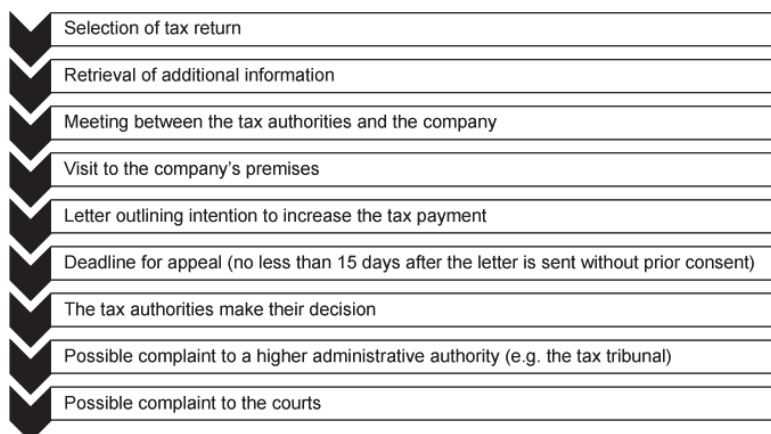 Selection of tax return
Retrieval of additional information
Meeting between the tax authorities and the company
Visit to the company's premises
Letter outlining intention to increase the tax payment
Deadline for appeal (no less than 15 days after the letter is sent without prior consent)
The tax authorities make their decision
Possible complaint to a higher administrative authority (e.g. the tax tribunal)
Possible complaint to the courts